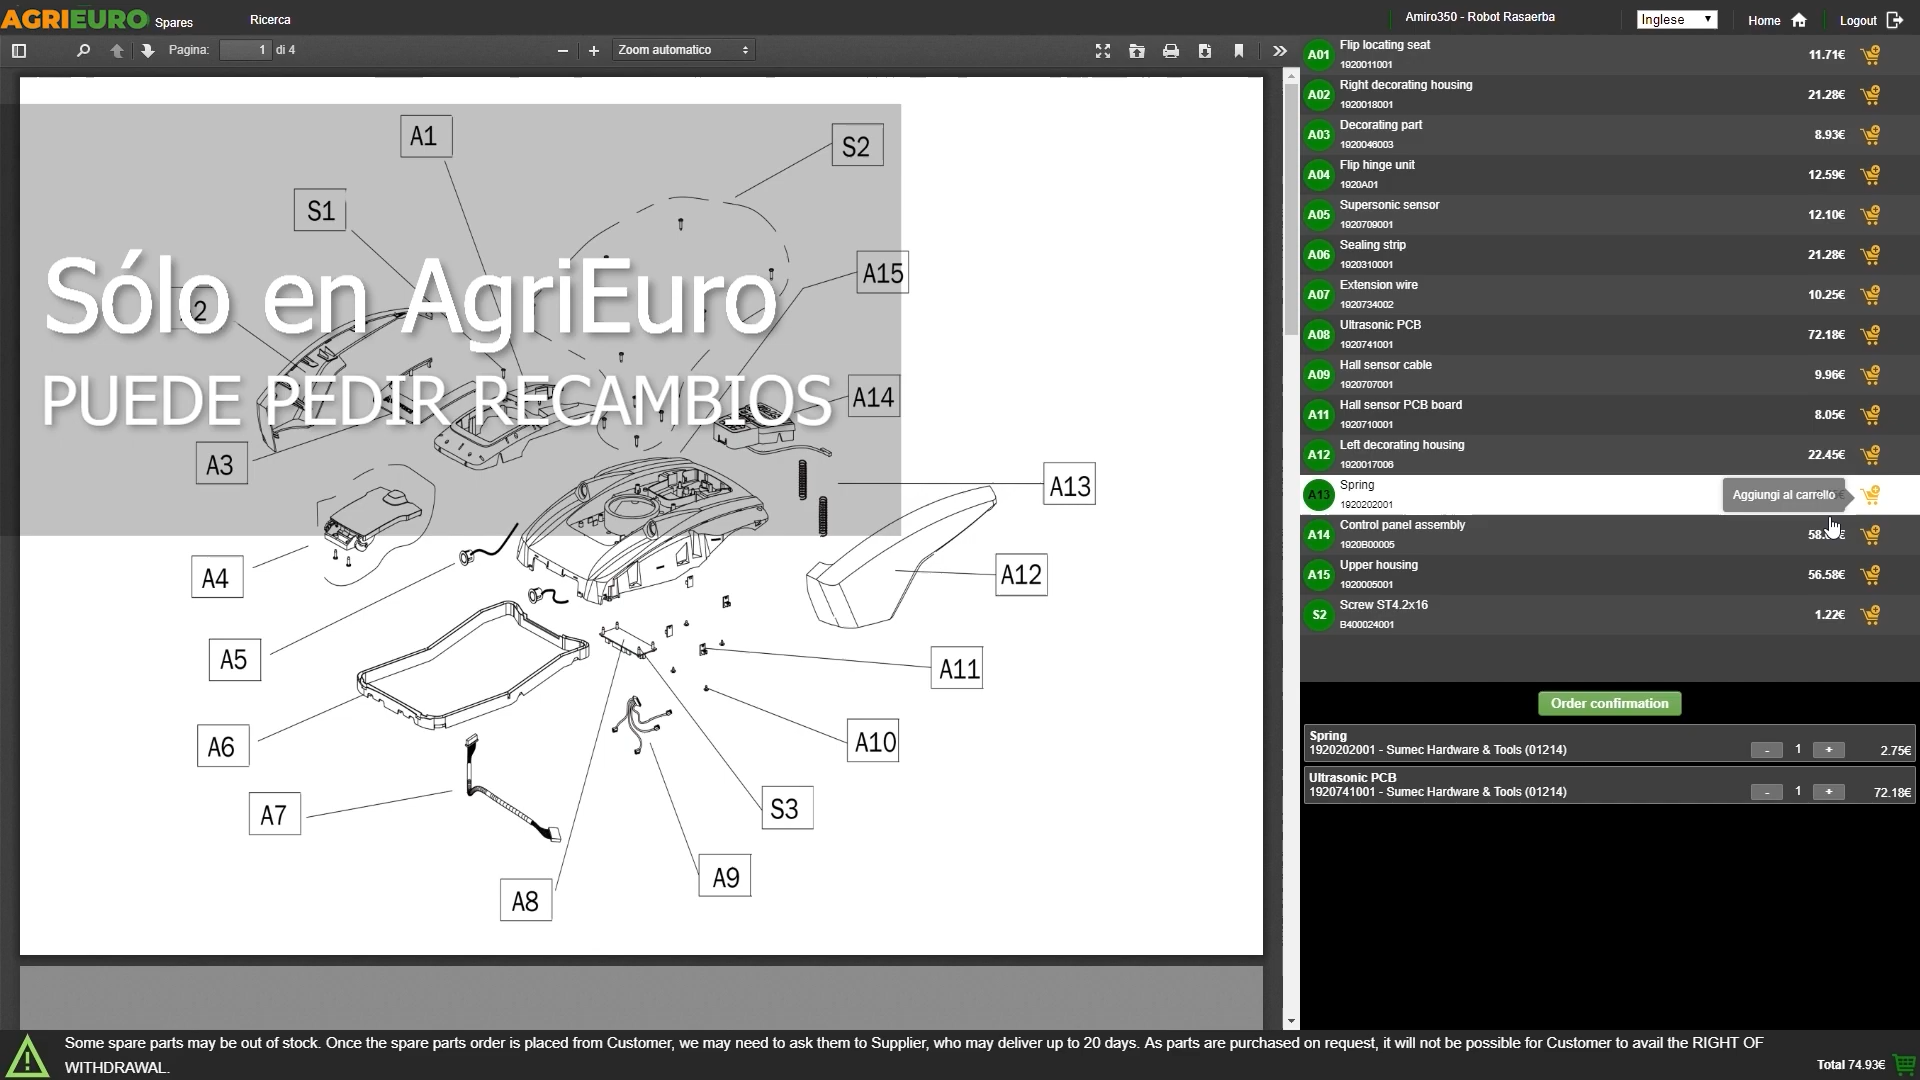 AGRIEURO Spares
Ricerca
Amiro350 - Robot Rasaerba
Inglese
Home
Logout
Pagina: 1 di 4
Zoom automatico
A1
S2
S1
A15
2
Sólo en AgriEuro
PUEDE PEDIR RECAMBIOS
A14
A3
A13
A4
A12
A5
A11
A6
A10
A7
S3
A9
A8
A01 Flip locating seat 11.71€
1920011001
A02 Right decorating housing 21.28€
1920018001
A03 Decorating part 8.93€
1920046003
A04 Flip hinge unit 12.59€
1920A01
A05 Supersonic sensor 12.10€
1920709001
A06 Sealing strip 21.28€
1920310001
A07 Extension wire 10.25€
1920734002
A08 Ultrasonic PCB 72.18€
1920741001
A09 Hall sensor cable 9.96€
1920707001
A11 Hall sensor PCB board 8.05€
1920710001
A12 Left decorating housing 22.45€
1920017006
A13 Spring Aggiungi al carrello
1920202001
A14 Control panel assembly
1920B00005
A15 Upper housing 56.58€
1920005001
S2 Screw ST4.2x16 1.22€
B400024001
Order confirmation
Spring
1920202001 - Sumec Hardware & Tools (01214) - 1 + 2.75€
Ultrasonic PCB
1920741001 - Sumec Hardware & Tools (01214) - 1 + 72.18€
Some spare parts may be out of stock. Once the spare parts order is placed from Customer, we may need to ask them to Supplier, who may deliver up to 20 days. As parts are purchased on request, it will not be possible for Customer to avail the RIGHT OF
WITHDRAWAL.
Total 74.93€